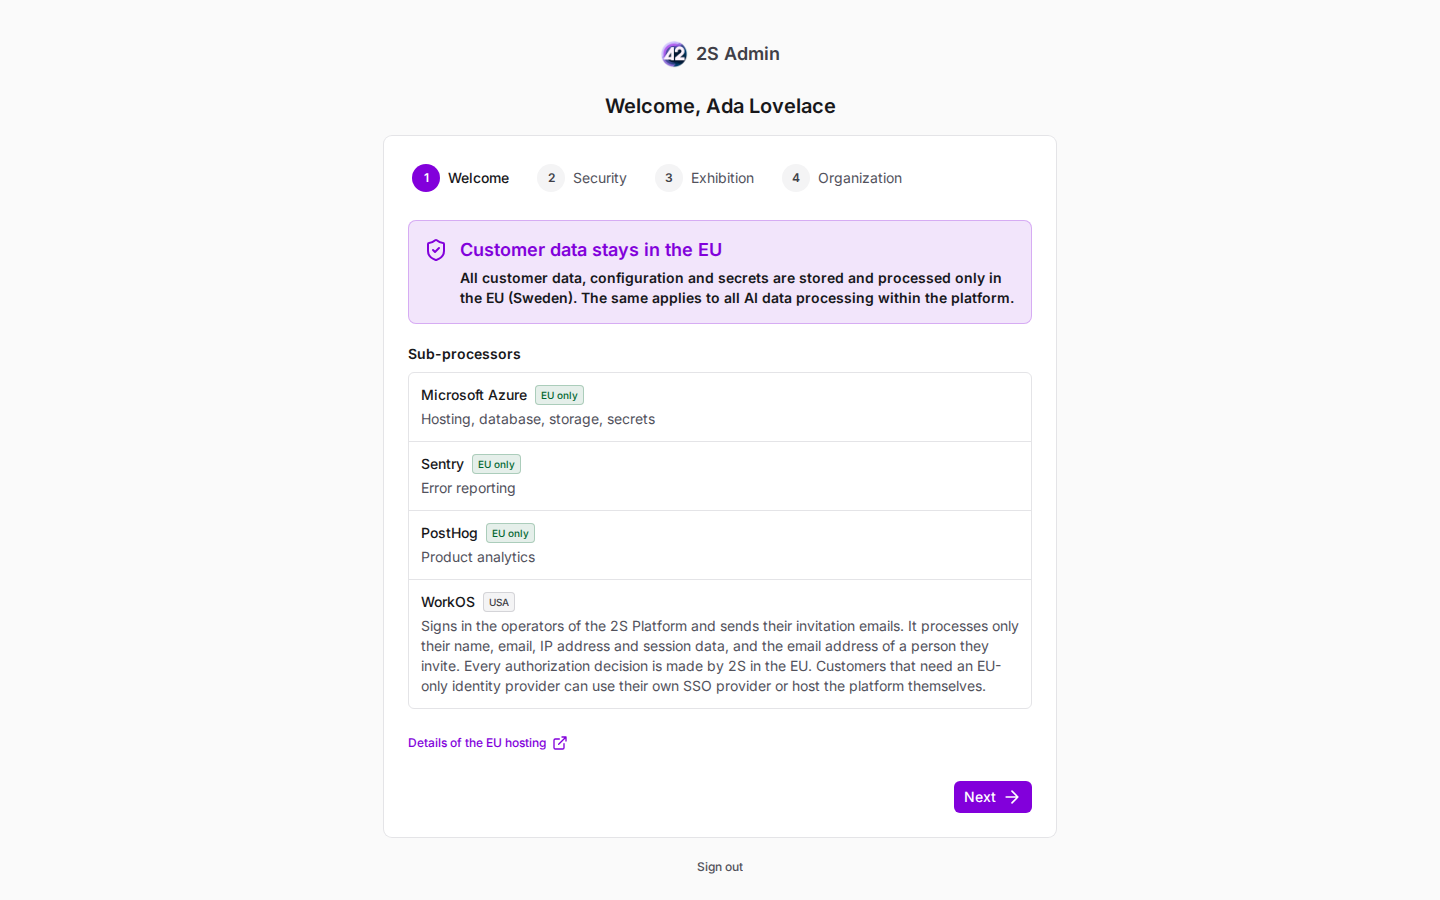 42 2S Admin
Welcome, Ada Lovelace
1 Welcome 2 Security 3 Exhibition 4 Organization
Customer data stays in the EU
All customer data, configuration and secrets are stored and processed only in
the EU (Sweden). The same applies to all AI data processing within the platform.
Sub-processors
Microsoft Azure EU only
Hosting, database, storage, secrets
Sentry EU only
Error reporting
PostHog EU only
Product analytics
WorkOS USA
Signs in the operators of the 2S Platform and sends their invitation emails. It processes only
their name, email, IP address and session data, and the email address of a person they
invite. Every authorization decision is made by 2S in the EU. Customers that need an EU-
only identity provider can use their own SSO provider or host the platform themselves.
Details of the EU hosting
Next
Sign out